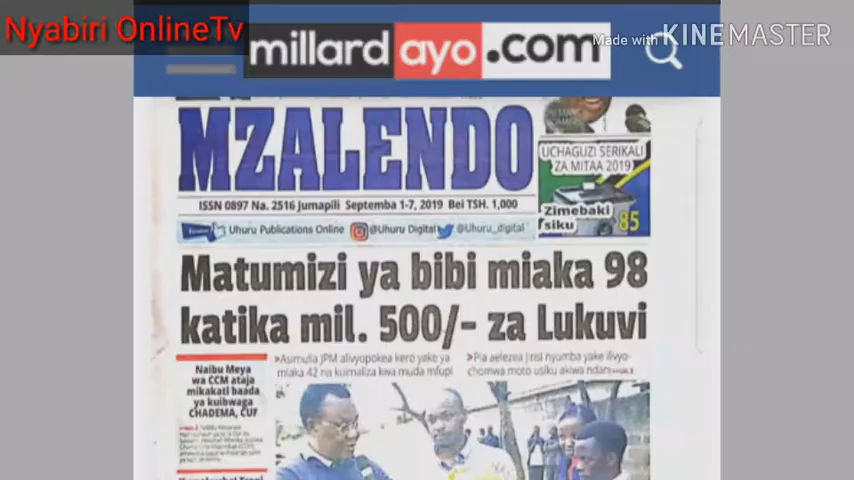 Nyabiri OnlineTv
millardayo.com
Made with KINEMASTER
MZALENDO
UCHAGUZI SERIKALI
ZA MITAA 2019
ISSN 0897 Na. 2516 Jumapili Septemba 1-7, 2019 Bei TSH. 1,000
Zimebaki
siku 85
Uhuru Publications Online @Uhuru Digital @Uhuru_digital
Matumizi ya bibi miaka 98
katika mil. 500/- za Lukuvi
>Asimulia JPM alivyopokea kero yake ya
miaka 42 na kuimaliza kwa muda mfupi
>Pia aelezea jinsi nyumba yake ilivyo-
chomwa moto usiku akiwa ndani
Naibu Meya
wa CCM ataja
mikakati baada
ya kuibwaga
CHADEMA, CUF